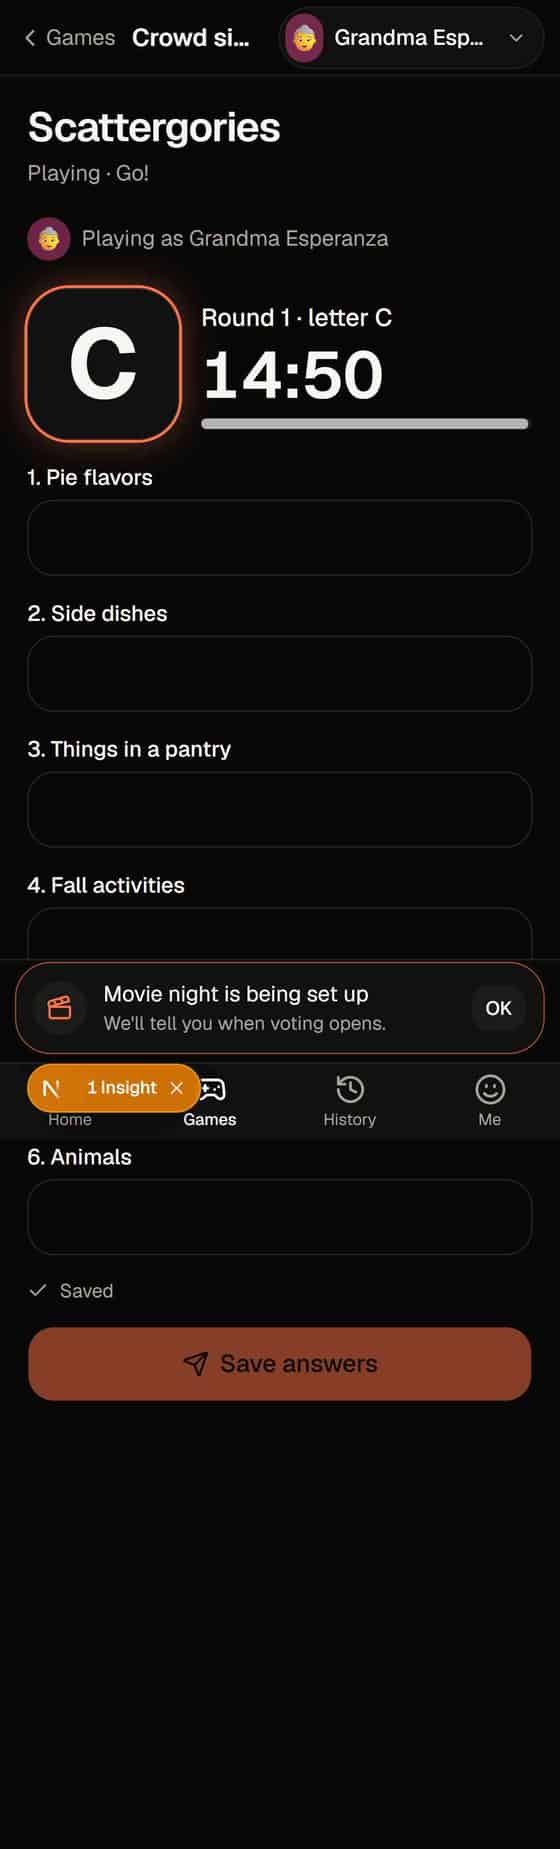 Games
Crowd si...
Grandma Esp...
Scattergories
Playing · Go!
Playing as Grandma Esperanza
C
Round 1 · letter C
14:50
1. Pie flavors
2. Side dishes
3. Things in a pantry
4. Fall activities
Movie night is being set up
We'll tell you when voting opens.
OK
N 1 Insight
Home
Games
History
Me
6. Animals
Saved
Save answers